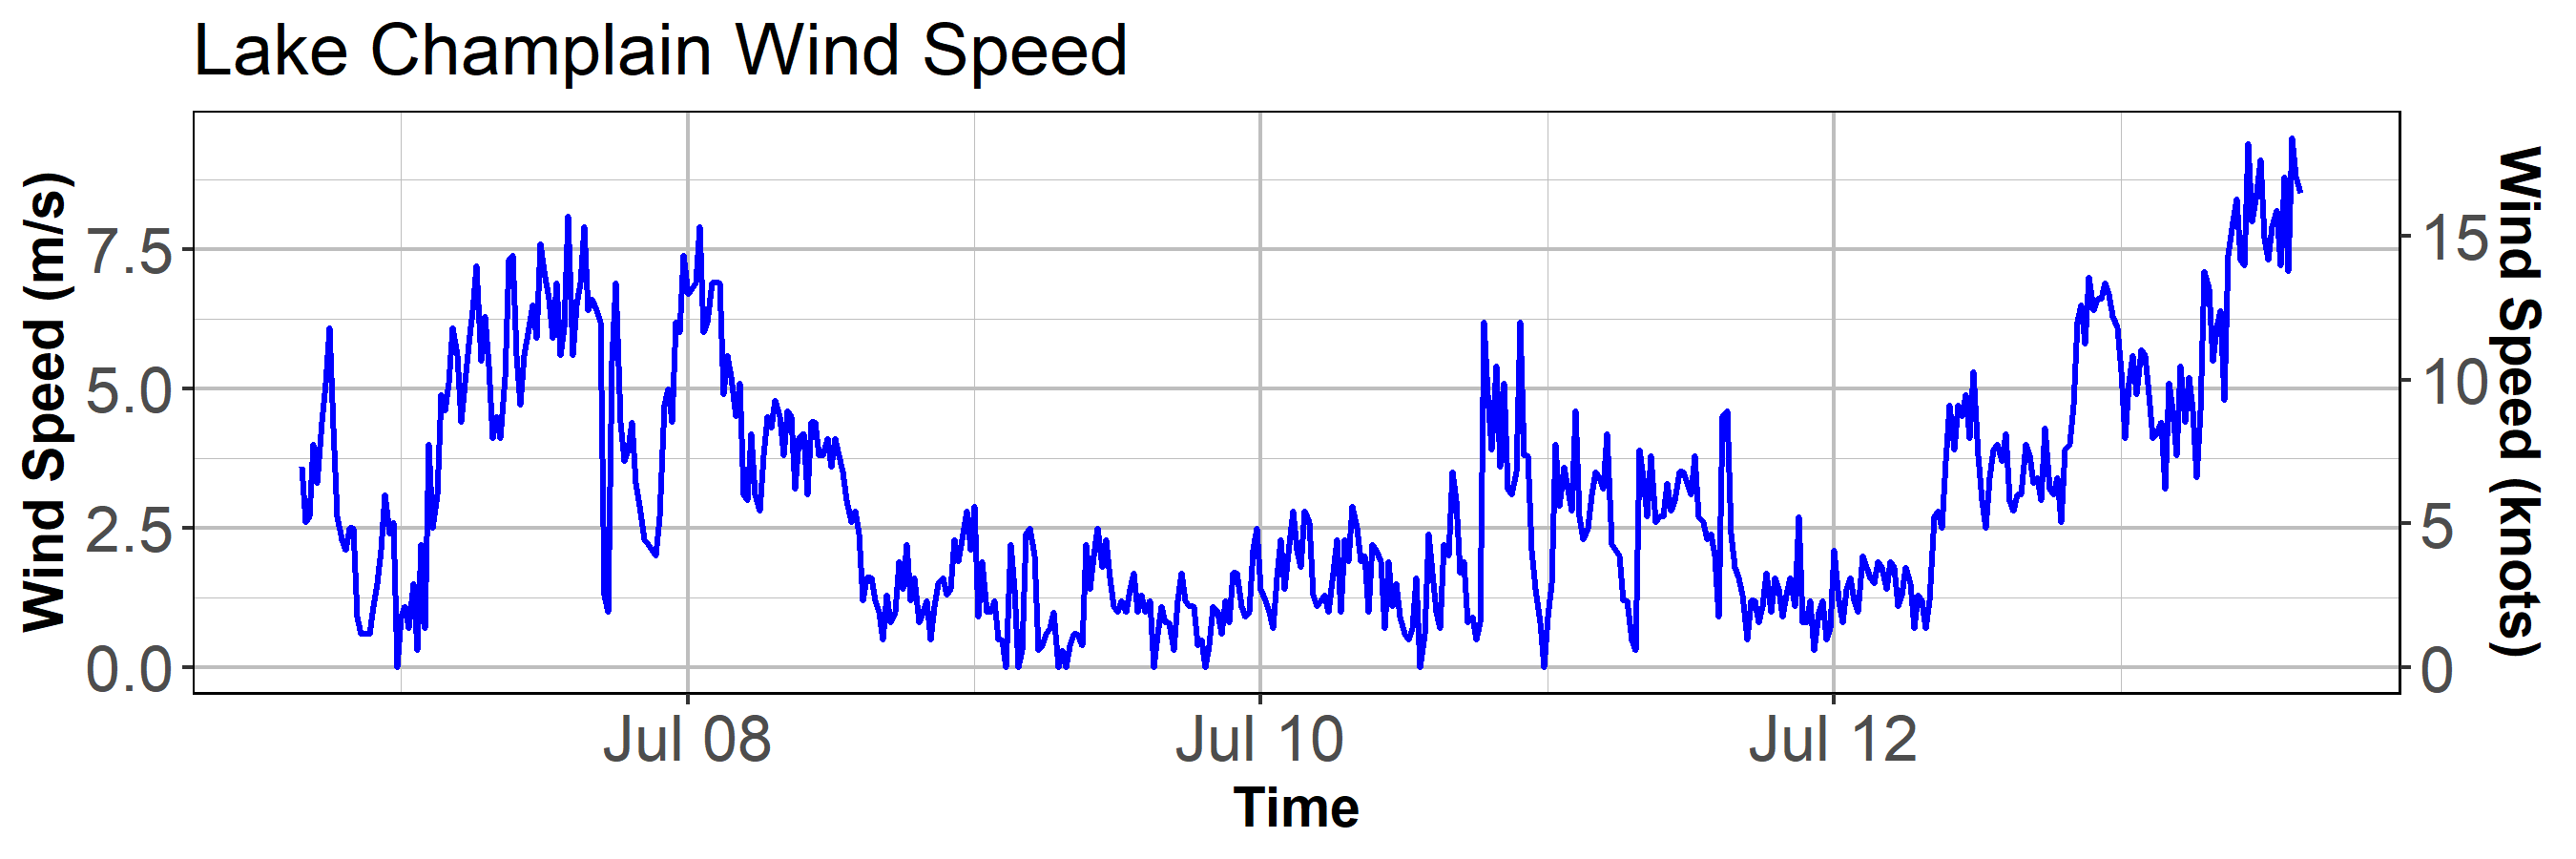 Lake Champlain Wind Speed
Wind Speed (m/s)
7.5
5.0
2.5
0.0
15
10
5
0
Wind Speed (knots)
Jul 08
Jul 10
Jul 12
Time